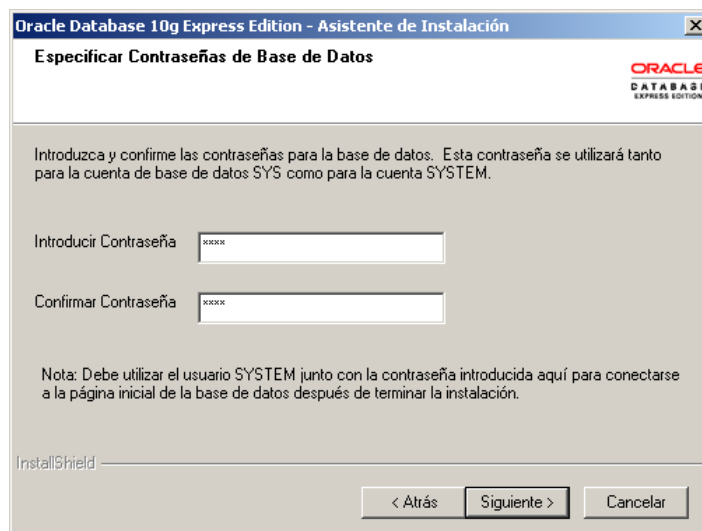 Oracle Database 10g Express Edition - Asistente de Instalación
Especificar Contraseñas de Base de Datos
ORACLE
DATABASE
EXPRESS EDITION
Introduzca y confirme las contraseñas para la base de datos. Esta contraseña se utilizará tanto
para la cuenta de base de datos SYS como para la cuenta SYSTEM.
Introducir Contraseña
xxxx
Confirmar Contraseña
xxxx
Nota: Debe utilizar el usuario SYSTEM junto con la contraseña introducida aquí para conectarse
a la página inicial de la base de datos después de terminar la instalación.
InstallShield
< Atrás
Siguiente >
Cancelar